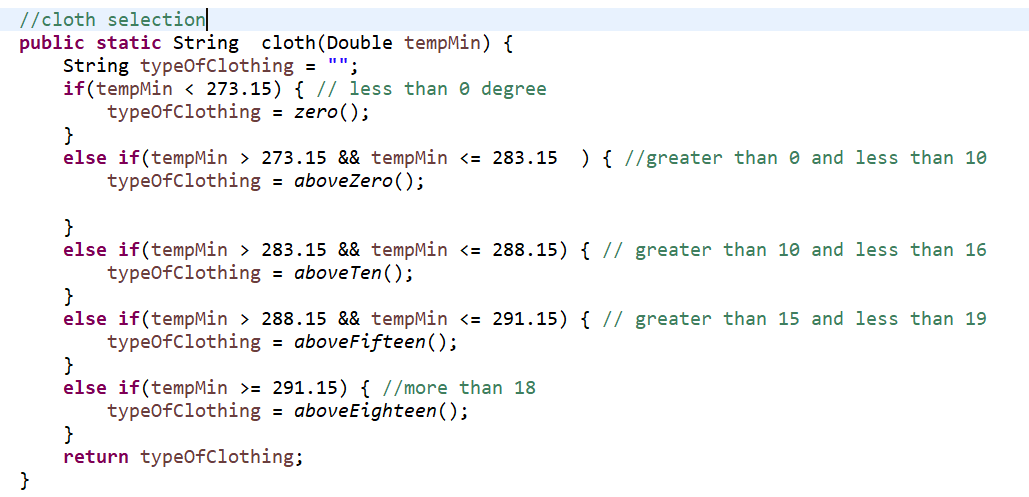 //cloth selection
public static String  cloth(Double tempMin) {
    String typeOfClothing = "";
    if(tempMin < 273.15) { // less than 0 degree
        typeOfClothing = zero();
    }
    else if(tempMin > 273.15 && tempMin <= 283.15  ) { //greater than 0 and less than 10
        typeOfClothing = aboveZero();

    }
    else if(tempMin > 283.15 && tempMin <= 288.15) { // greater than 10 and less than 16
        typeOfClothing = aboveTen();
    }
    else if(tempMin > 288.15 && tempMin <= 291.15) { // greater than 15 and less than 19
        typeOfClothing = aboveFifteen();
    }
    else if(tempMin >= 291.15) { //more than 18
        typeOfClothing = aboveEighteen();
    }
    return typeOfClothing;
}